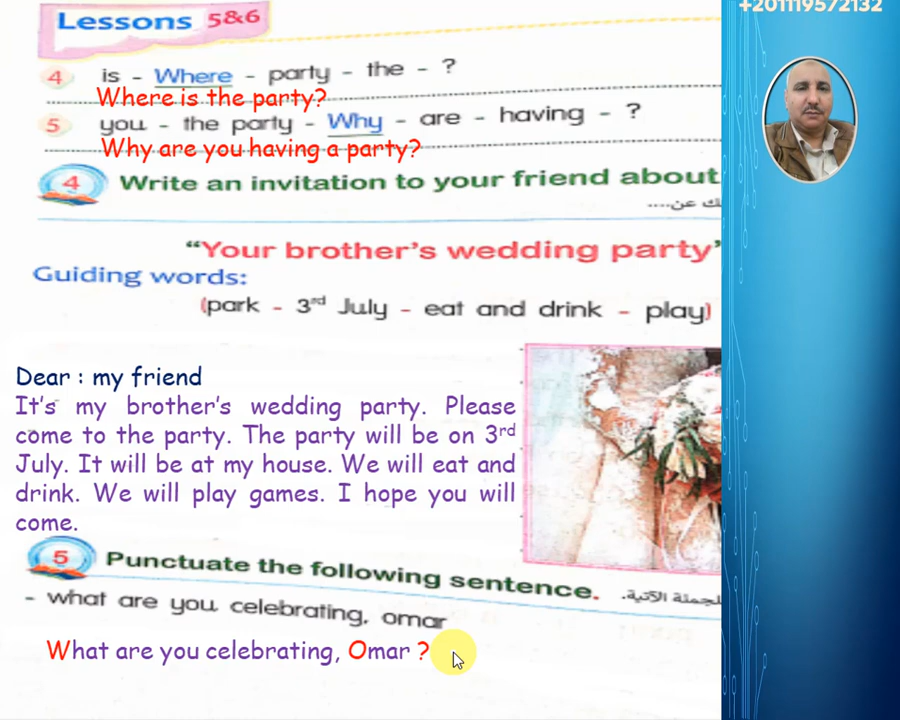 +201119572132
Lessons 5&6
4 is - Where - party - the - ?
Where is the party?
5 you - the party - Why - are - having - ?
Why are you having a party?
4 Write an invitation to your friend about
ك عن....
“Your brother’s wedding party”
Guiding words:
(park - 3rd July - eat and drink - play)
Dear : my friend
It’s my brother’s wedding party. Please
come to the party. The party will be on 3rd
July. It will be at my house. We will eat and
drink. We will play games. I hope you will
come.
5 Punctuate the following sentence. لجملة الآتية.
- what are you celebrating, omar
What are you celebrating, Omar ?